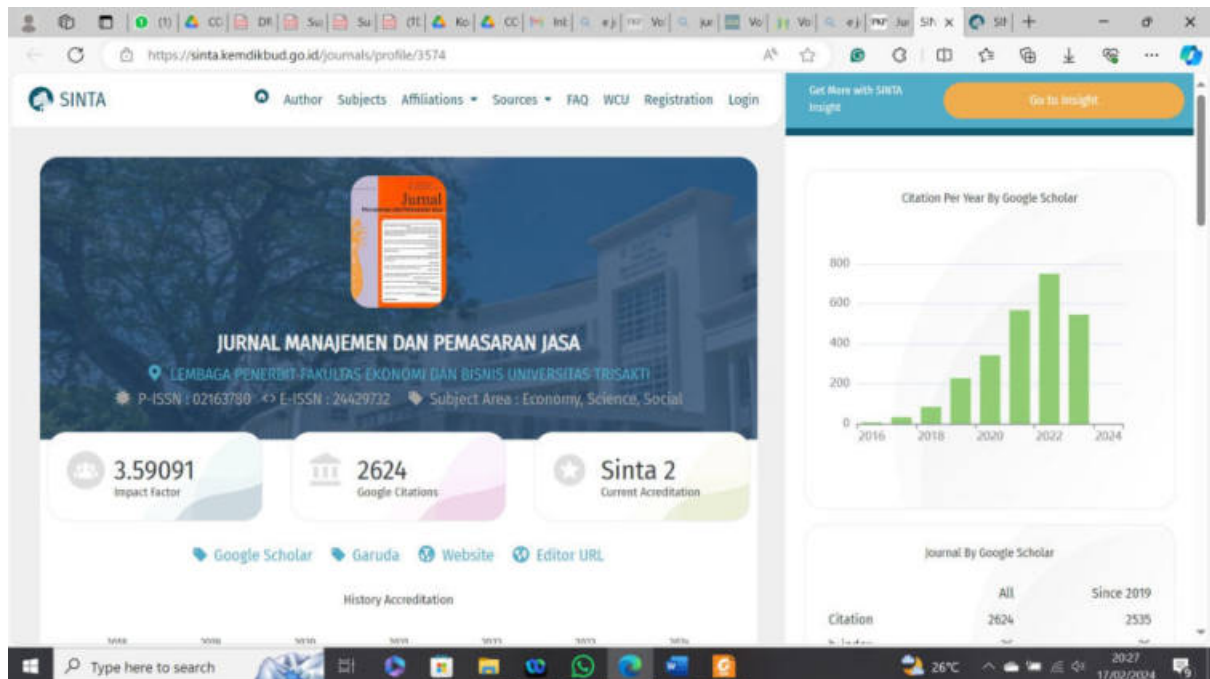 https://sinta.kemdikbud.go.id/journals/profile/3574
SINTA
Author Subjects Affiliations Sources FAQ WCU Registration Login
Get More with SINTA
Insight
Go to Insight
Jurnal
JURNAL MANAJEMEN DAN PEMASARAN JASA
LEMBAGA PENERBIT FAKULTAS EKONOMI DAN BISNIS UNIVERSITAS TRISAKTI
P-ISSN : 02163780 <> E-ISSN : 24429732 Subject Area : Economy, Science, Social
3.59091
Impact Factor
2624
Google Citations
Sinta 2
Current Acreditation
Google Scholar Garuda Website Editor URL
History Accreditation
Citation Per Year By Google Scholar
800
600
400
200
0
2016 2018 2020 2022 2024
Journal By Google Scholar
All Since 2019
Citation 2624 2535
Type here to search
26°C
20:27
17/02/2024